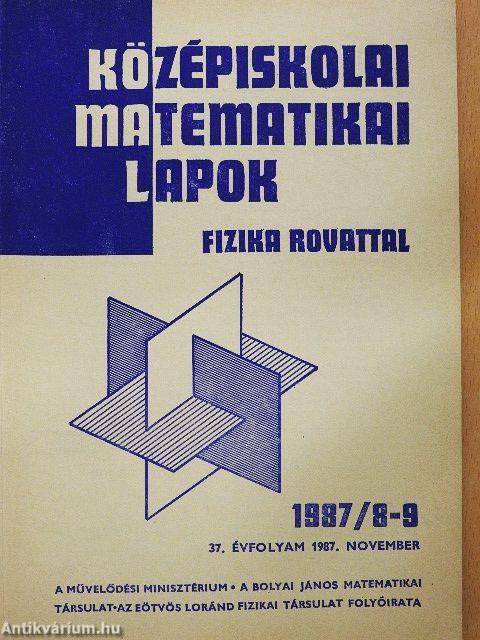 KÖZÉPISKOLAI
MATEMATIKAI
LAPOK
FIZIKA ROVATTAL
1987/8-9
37. ÉVFOLYAM 1987. NOVEMBER
A MŰVELŐDÉSI MINISZTÉRIUM • A BOLYAI JÁNOS MATEMATIKAI
TÁRSULAT•AZ EÖTVÖS LORÁND FIZIKAI TÁRSULAT FOLYÓIRATA
Antikvárium.hu